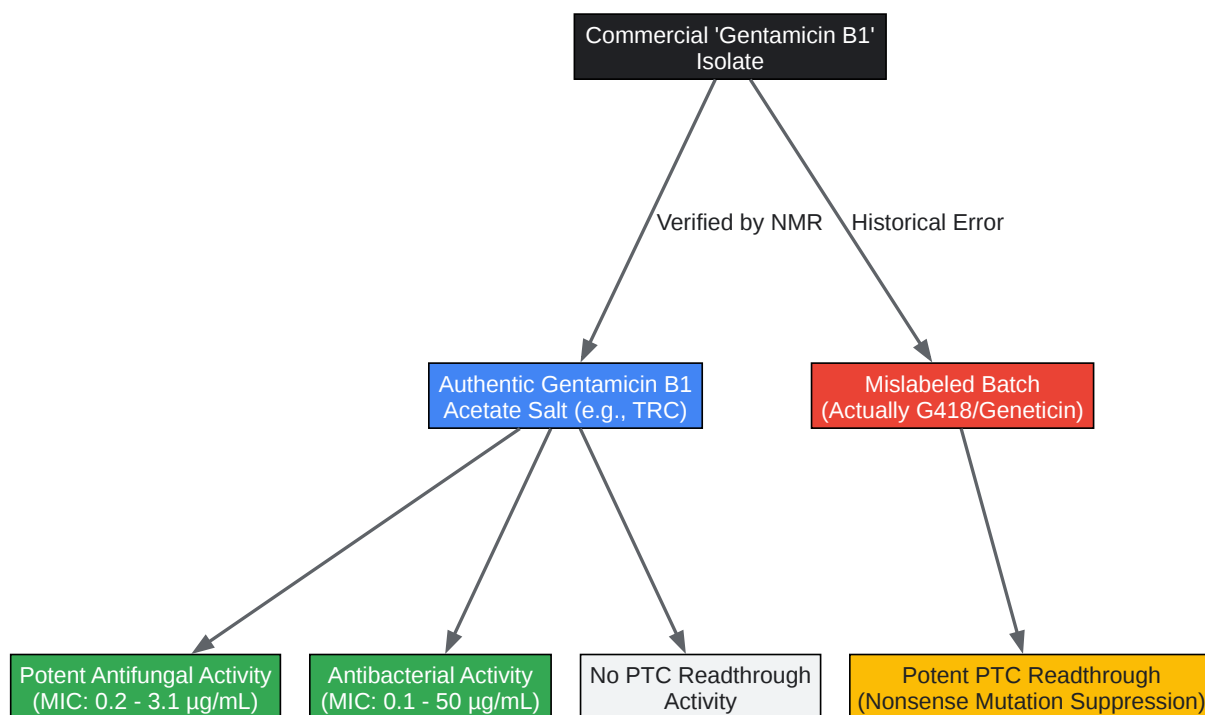 Commercial 'Gentamicin B1'
Isolate
Verified by NMR
Historical Error
Authentic Gentamicin B1
Acetate Salt (e.g., TRC)
Mislabeled Batch
(Actually G418/Geneticin)
Potent Antifungal Activity
(MIC: 0.2 - 3.1 µg/mL)
Antibacterial Activity
(MIC: 0.1 - 50 µg/mL)
No PTC Readthrough
Activity
Potent PTC Readthrough
(Nonsense Mutation Suppression)